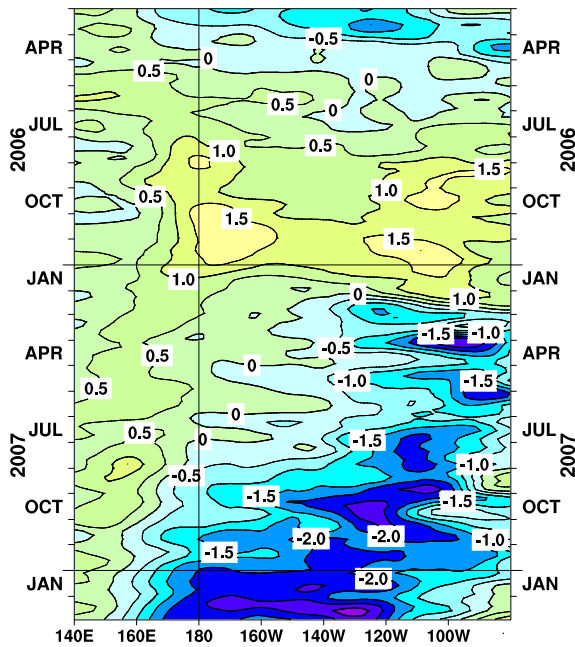 -0.5
APR 0 APR
0.5 0
0.5 0
JUL JUL
0.5
2006 1.0 2006
1.5
1.0
0.5
OCT OCT
1.5
1.5
JAN 1.0 JAN
0 1.0
-1.5 -1.0
-0.5
APR 0.5 APR
0
-1.0 -1.5
0.5
0
JUL 0.5 JUL
0 -1.5
2007 -0.5 -1.0 2007
-1.5 -1.5
OCT OCT
-2.0 -2.0 -1.0
-1.5
JAN -2.0 JAN
140E 160E 180 160W 140W 120W 100W